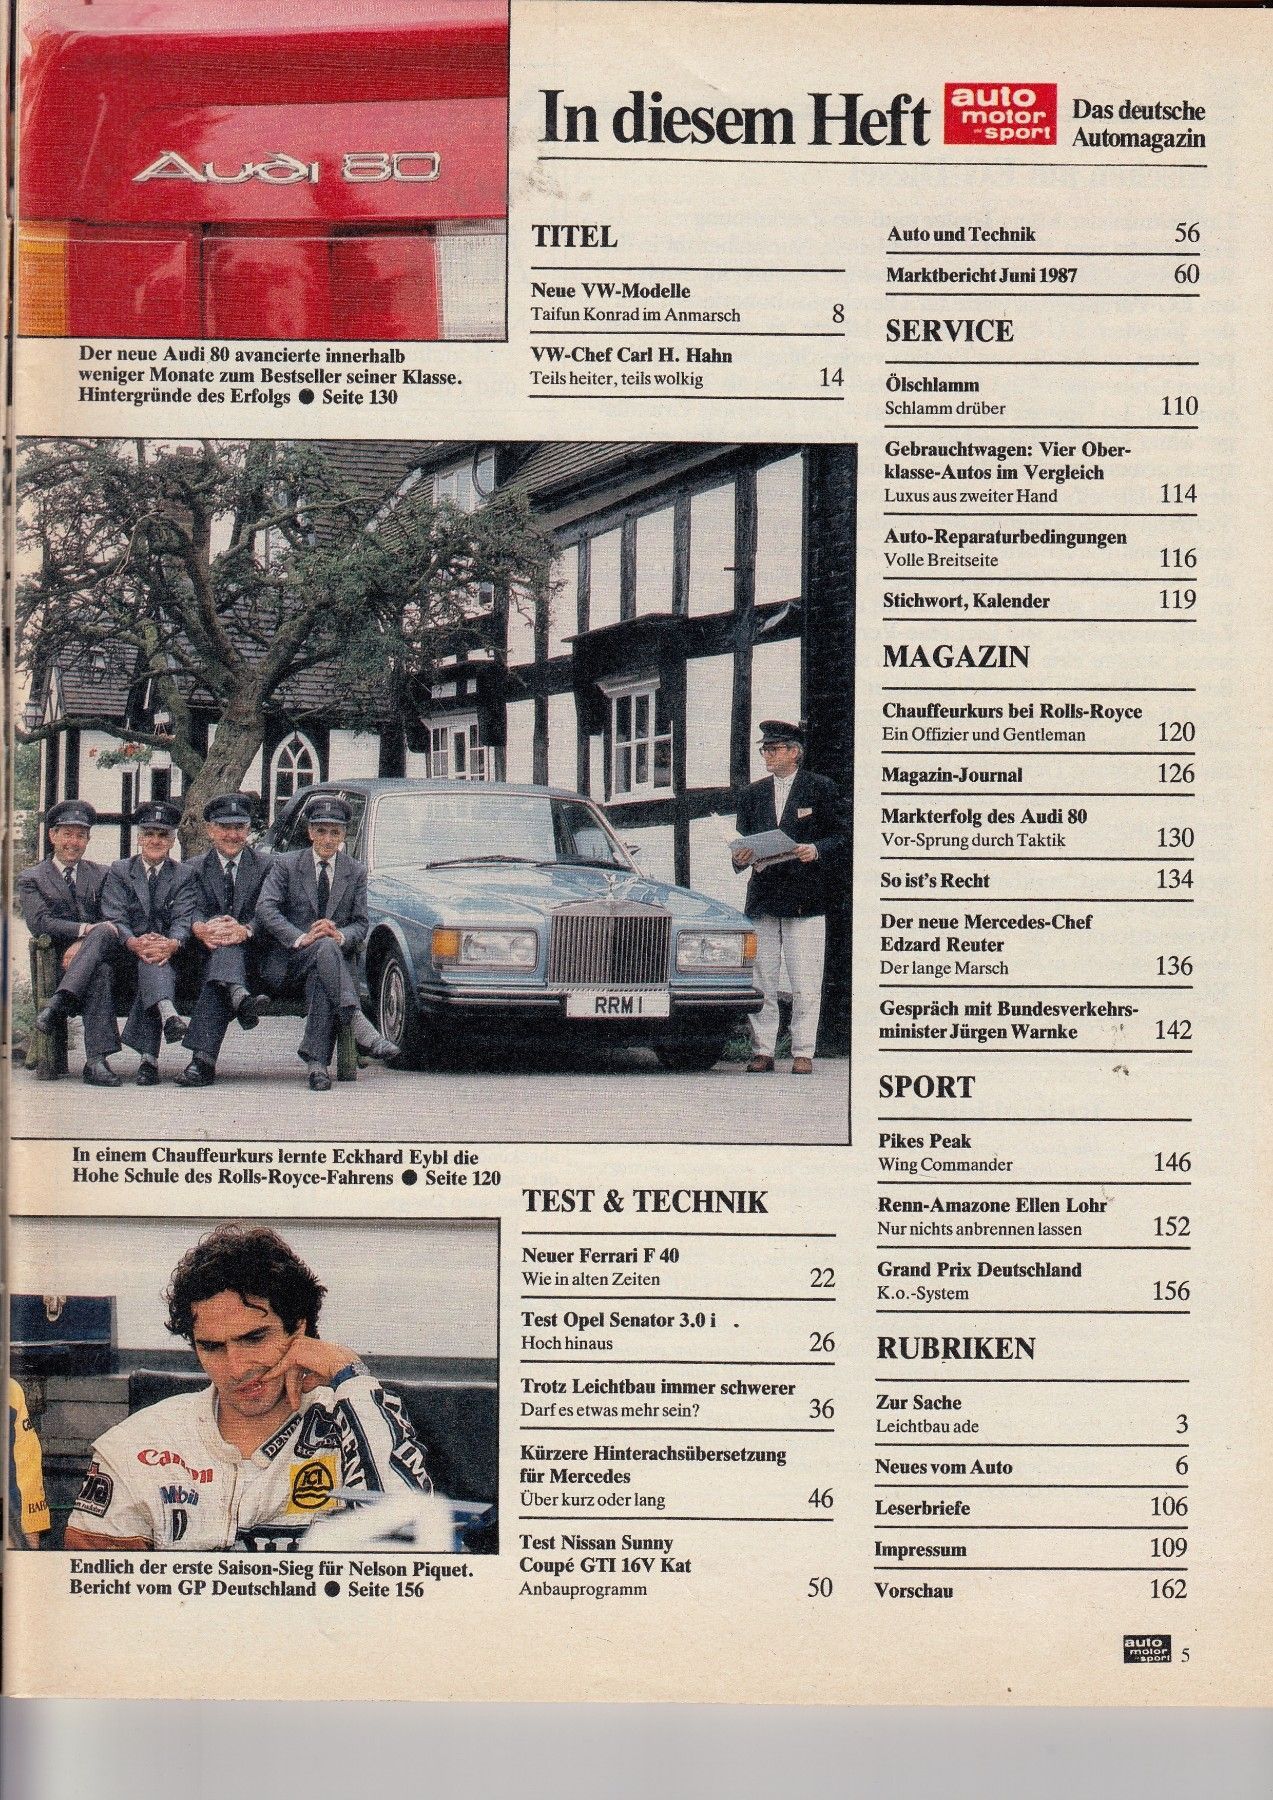 In diesem Heft
auto
motor
sport
Das deutsche
Automagazin
Audi 80
Der neue Audi 80 avancierte innerhalb
weniger Monate zum Bestseller seiner Klasse.
Hintergründe des Erfolgs ● Seite 130
RRM 1
In einem Chauffeurkurs lernte Eckhard Eybl die
Hohe Schule des Rolls-Royce-Fahrens ● Seite 120
Canon
Mobil
DENIM
ICI
Endlich der erste Saison-Sieg für Nelson Piquet.
Bericht vom GP Deutschland ● Seite 156
TITEL
Neue VW-Modelle
Taifun Konrad im Anmarsch 8
VW-Chef Carl H. Hahn
Teils heiter, teils wolkig 14
TEST & TECHNIK
Neuer Ferrari F 40
Wie in alten Zeiten 22
Test Opel Senator 3.0 i
Hoch hinaus 26
Trotz Leichtbau immer schwerer
Darf es etwas mehr sein? 36
Kürzere Hinterachsübersetzung
für Mercedes
Über kurz oder lang 46
Test Nissan Sunny
Coupé GTI 16V Kat
Anbauprogramm 50
Auto und Technik 56
Marktbericht Juni 1987 60
SERVICE
Ölschlamm
Schlamm drüber 110
Gebrauchtwagen: Vier Ober-
klasse-Autos im Vergleich
Luxus aus zweiter Hand 114
Auto-Reparaturbedingungen
Volle Breitseite 116
Stichwort, Kalender 119
MAGAZIN
Chauffeurkurs bei Rolls-Royce
Ein Offizier und Gentleman 120
Magazin-Journal 126
Markterfolg des Audi 80
Vor-Sprung durch Taktik 130
So ist's Recht 134
Der neue Mercedes-Chef
Edzard Reuter
Der lange Marsch 136
Gespräch mit Bundesverkehrs-
minister Jürgen Warnke 142
SPORT
Pikes Peak
Wing Commander 146
Renn-Amazone Ellen Lohr
Nur nichts anbrennen lassen 152
Grand Prix Deutschland
K.o.-System 156
RUBRIKEN
Zur Sache
Leichtbau ade 3
Neues vom Auto 6
Leserbriefe 106
Impressum 109
Vorschau 162
auto
motor
sport
5